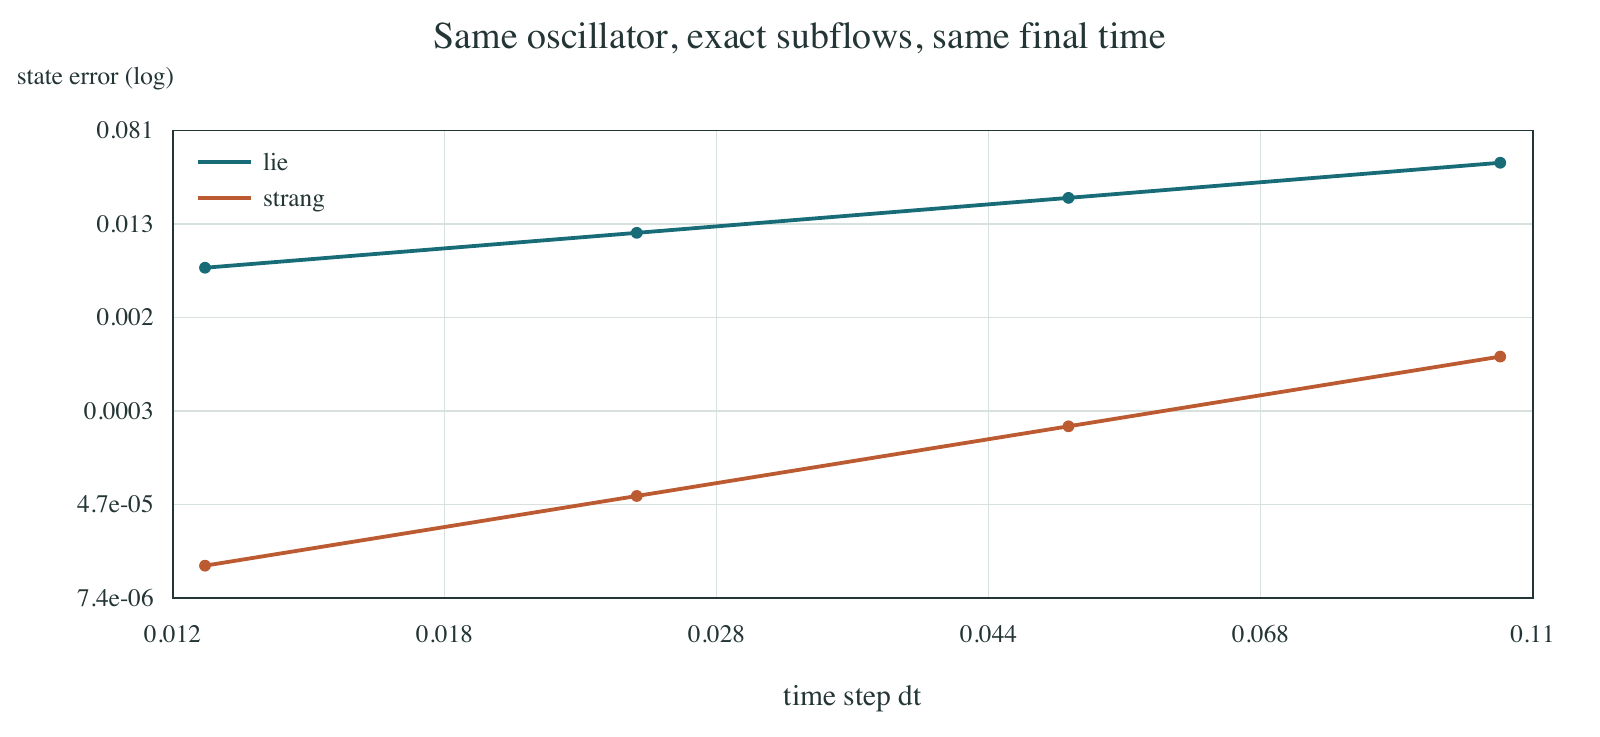 Same oscillator, exact subflows, same final time
state error (log)
0.081
lie
strang
0.013
0.002
0.0003
4.7e-05
7.4e-06
0.012 0.018 0.028 0.044 0.068 0.11
time step dt